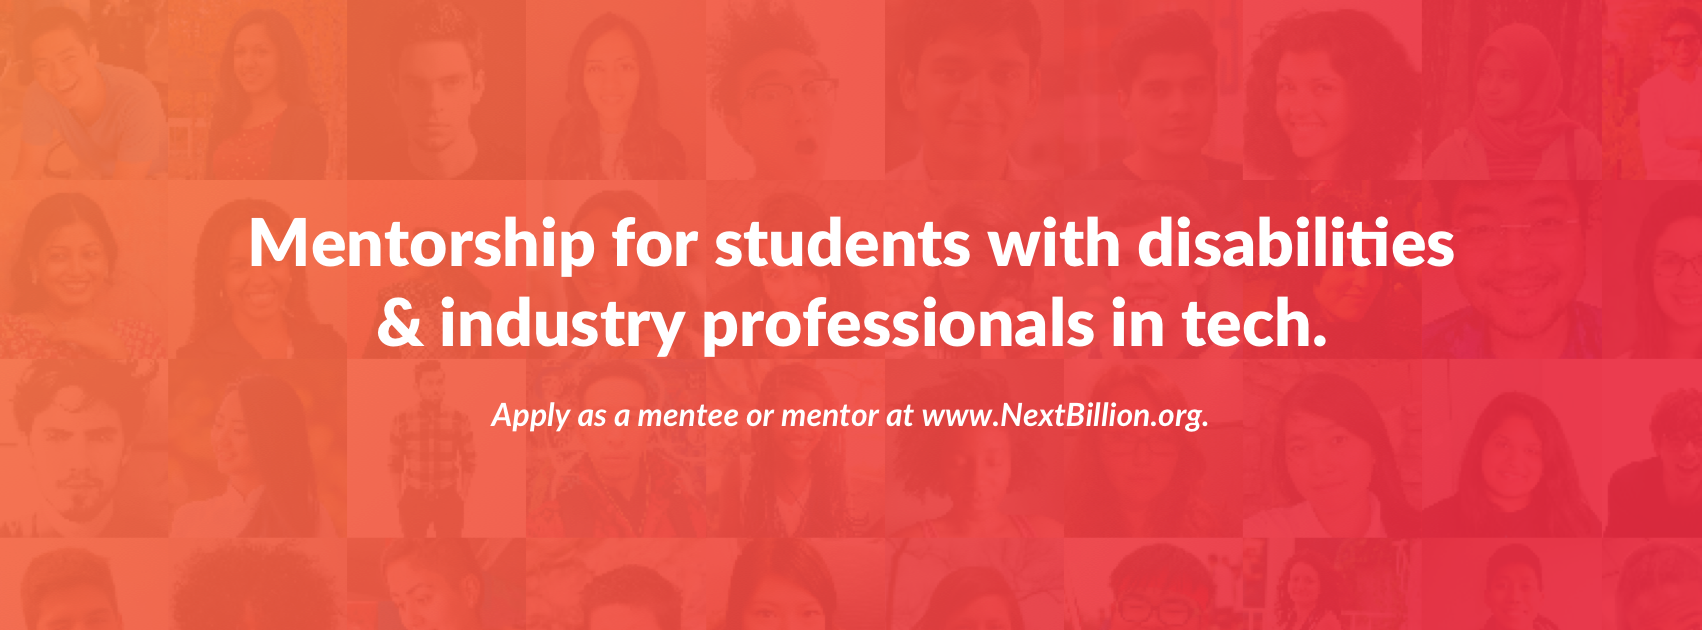 Mentorship for students with disabilities
& industry professionals in tech.
Apply as a mentee or mentor at www.NextBillion.org.